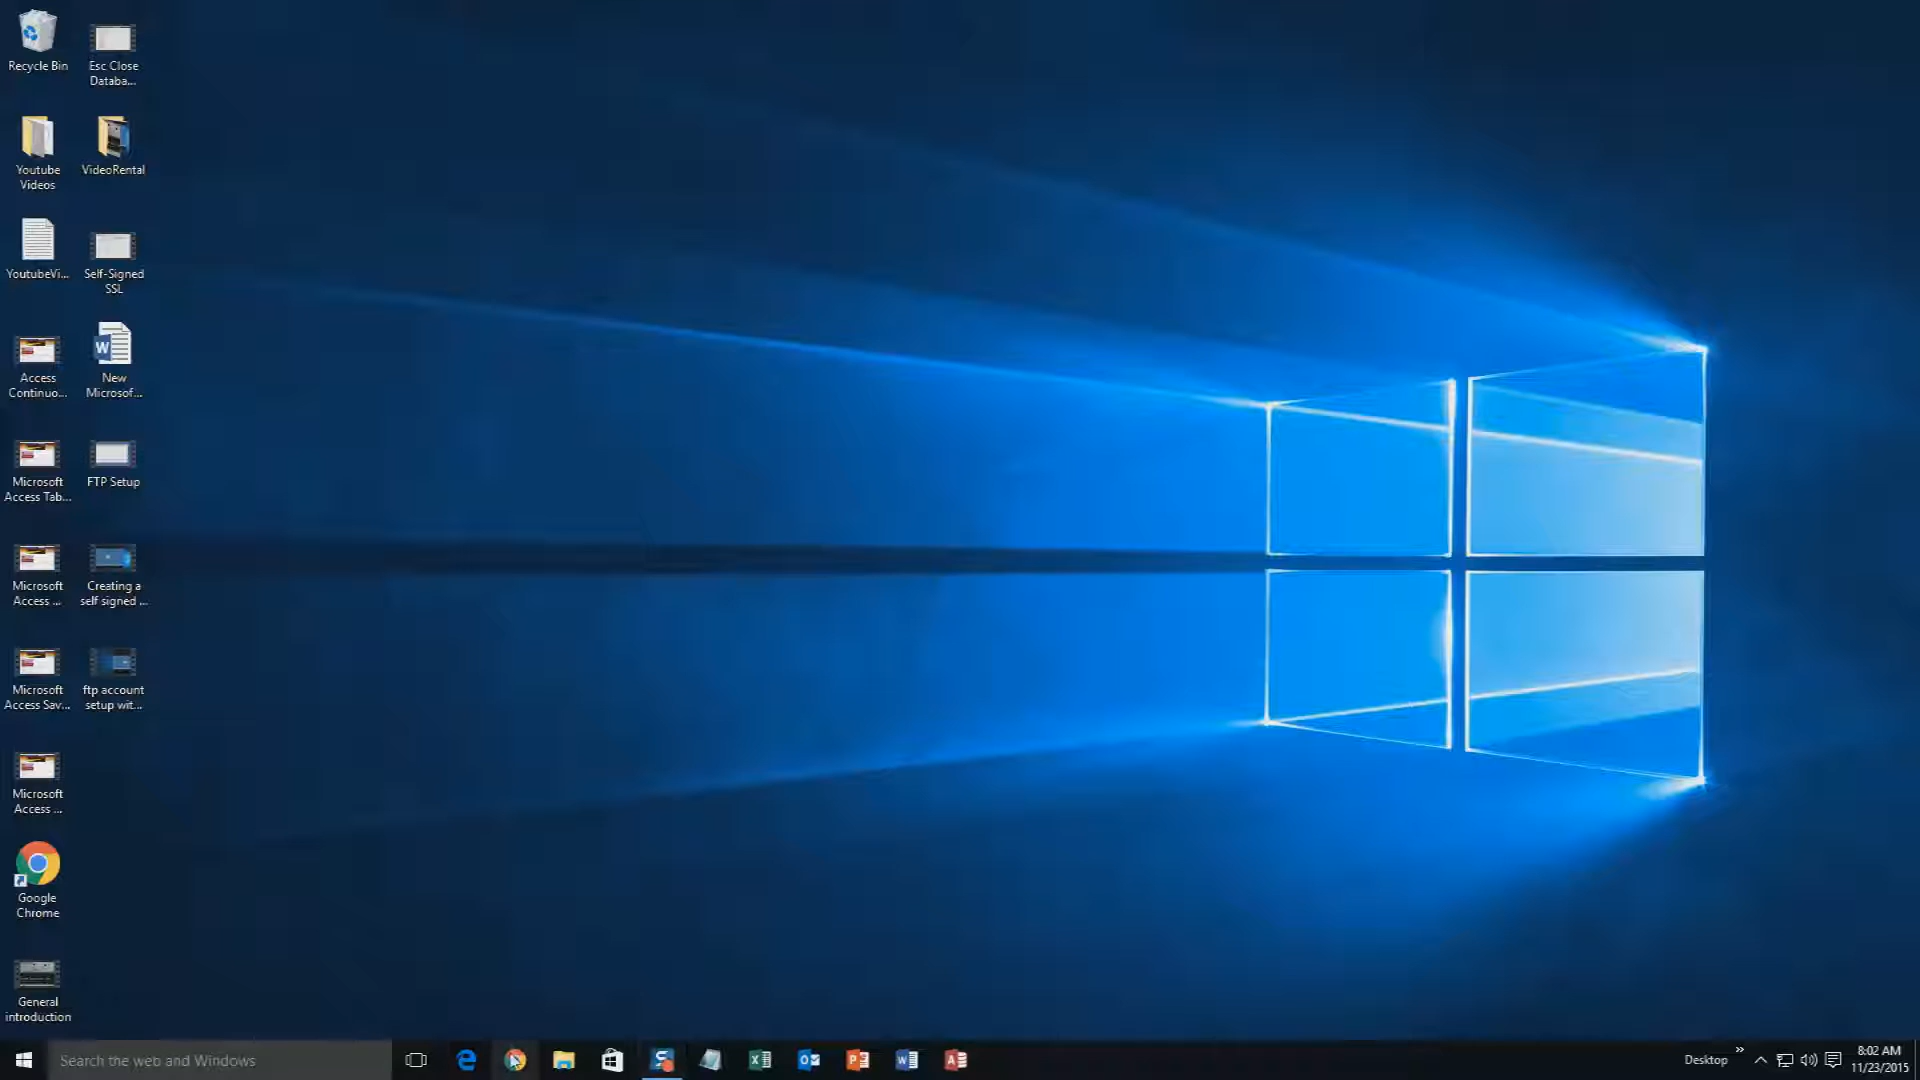 Recycle Bin
Esc Close
Databa...
Youtube
Videos
VideoRental
YoutubeVi...
Self-Signed
SSL
Access
Continuo...
New
Microsof...
Microsoft
Access Tab...
FTP Setup
Microsoft
Access ...
Creating a
self signed ...
Microsoft
Access Sav...
ftp account
setup wit...
Microsoft
Access ...
Google
Chrome
General
introduction
Search the web and Windows
Desktop
8:02 AM
11/23/2015